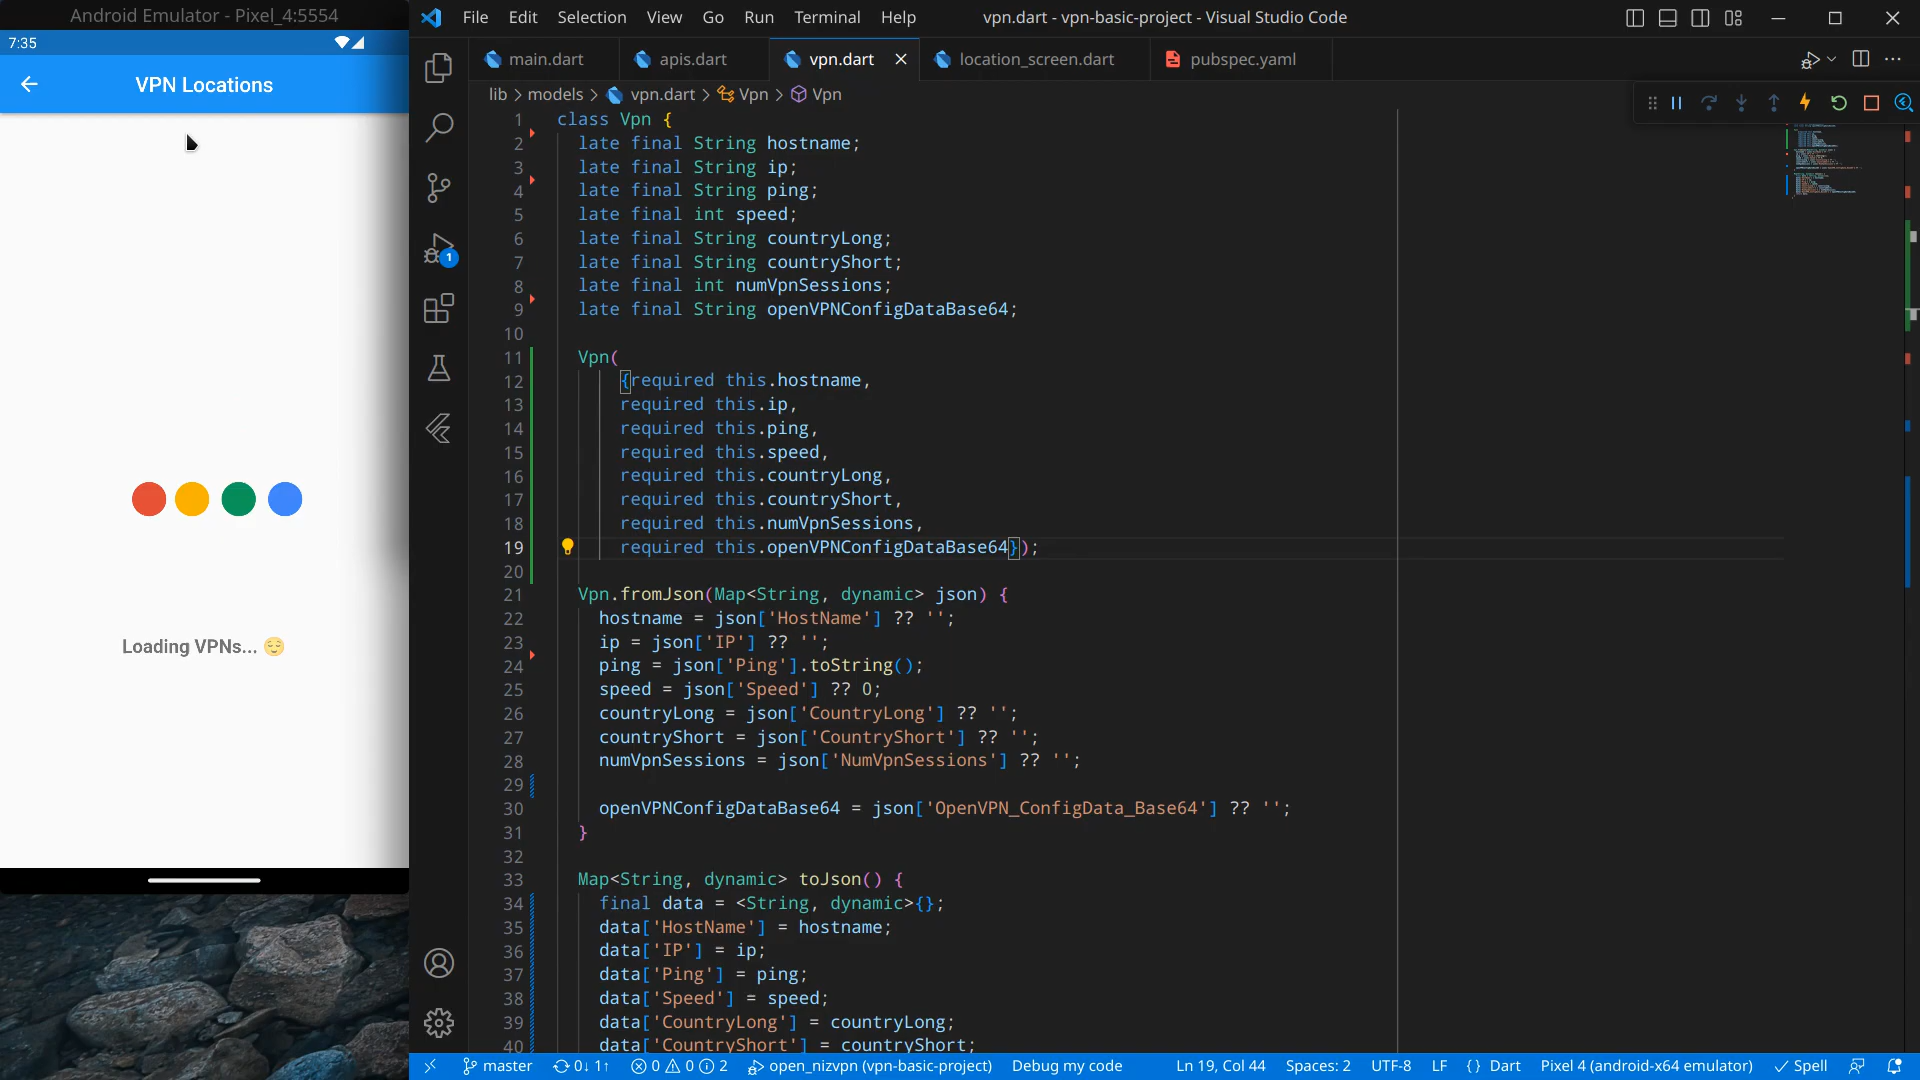 Android Emulator - Pixel_4:5554
File Edit Selection View Go Run Terminal Help
vpn.dart - vpn-basic-project - Visual Studio Code
7:35
VPN Locations
Loading VPNs... 😌
main.dart
apis.dart
vpn.dart
location_screen.dart
pubspec.yaml
lib > models > vpn.dart > Vpn > Vpn
1 class Vpn {
2 late final String hostname;
3 late final String ip;
4 late final String ping;
5 late final int speed;
6 late final String countryLong;
7 late final String countryShort;
8 late final int numVpnSessions;
9 late final String openVPNConfigDataBase64;
10
11 Vpn(
12 {required this.hostname,
13 required this.ip,
14 required this.ping,
15 required this.speed,
16 required this.countryLong,
17 required this.countryShort,
18 required this.numVpnSessions,
19 required this.openVPNConfigDataBase64});
20
21 Vpn.fromJson(Map<String, dynamic> json) {
22 hostname = json['HostName'] ?? '';
23 ip = json['IP'] ?? '';
24 ping = json['Ping'].toString();
25 speed = json['Speed'] ?? 0;
26 countryLong = json['CountryLong'] ?? '';
27 countryShort = json['CountryShort'] ?? '';
28 numVpnSessions = json['NumVpnSessions'] ?? '';
29
30 openVPNConfigDataBase64 = json['OpenVPN_ConfigData_Base64'] ?? '';
31 }
32
33 Map<String, dynamic> toJson() {
34 final data = <String, dynamic>{};
35 data['HostName'] = hostname;
36 data['IP'] = ip;
37 data['Ping'] = ping;
38 data['Speed'] = speed;
39 data['CountryLong'] = countryLong;
40 data['CountryShort'] = countryShort;
1
master 0↓ 1↑ 0 0 2 open_nizvpn (vpn-basic-project) Debug my code Ln 19, Col 44 Spaces: 2 UTF-8 LF {} Dart Pixel 4 (android-x64 emulator) Spell